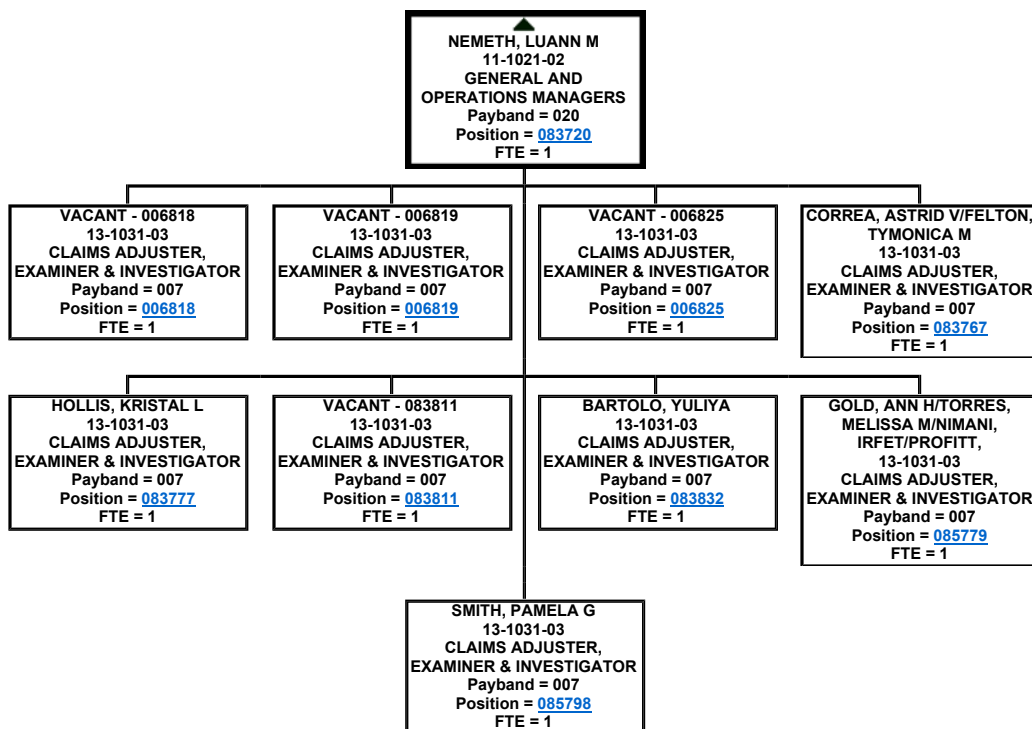 NEMETH, LUANN M
11-1021-02
GENERAL AND
OPERATIONS MANAGERS
Payband = 020
Position = 083720
FTE = 1
VACANT - 006818
13-1031-03
CLAIMS ADJUSTER,
EXAMINER & INVESTIGATOR
Payband = 007
Position = 006818
FTE = 1
VACANT - 006819
13-1031-03
CLAIMS ADJUSTER,
EXAMINER & INVESTIGATOR
Payband = 007
Position = 006819
FTE = 1
VACANT - 006825
13-1031-03
CLAIMS ADJUSTER,
EXAMINER & INVESTIGATOR
Payband = 007
Position = 006825
FTE = 1
CORREA, ASTRID V/FELTON,
TYMONICA M
13-1031-03
CLAIMS ADJUSTER,
EXAMINER & INVESTIGATOR
Payband = 007
Position = 083767
FTE = 1
HOLLIS, KRISTAL L
13-1031-03
CLAIMS ADJUSTER,
EXAMINER & INVESTIGATOR
Payband = 007
Position = 083777
FTE = 1
VACANT - 083811
13-1031-03
CLAIMS ADJUSTER,
EXAMINER & INVESTIGATOR
Payband = 007
Position = 083811
FTE = 1
BARTOLO, YULIYA
13-1031-03
CLAIMS ADJUSTER,
EXAMINER & INVESTIGATOR
Payband = 007
Position = 083832
FTE = 1
GOLD, ANN H/TORRES,
MELISSA M/NIMANI,
IRFET/PROFITT,
13-1031-03
CLAIMS ADJUSTER,
EXAMINER & INVESTIGATOR
Payband = 007
Position = 085779
FTE = 1
SMITH, PAMELA G
13-1031-03
CLAIMS ADJUSTER,
EXAMINER & INVESTIGATOR
Payband = 007
Position = 085798
FTE = 1